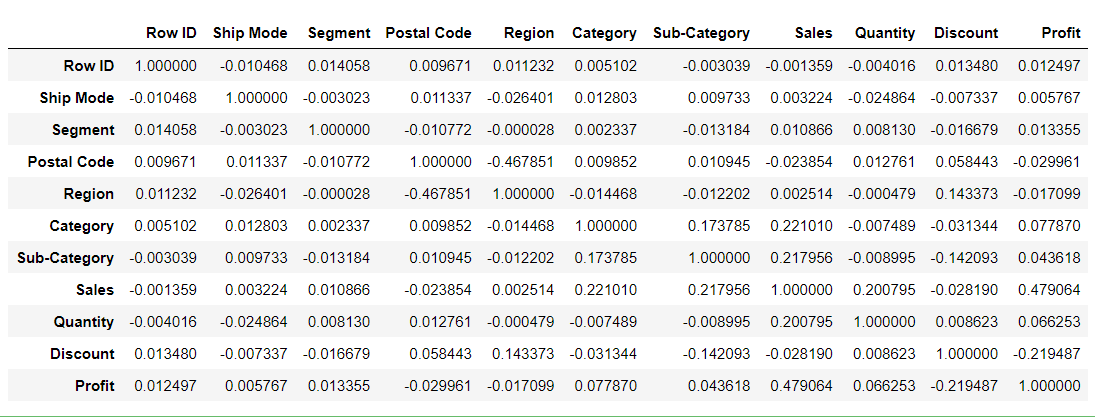 Row ID Ship Mode Segment Postal Code Region Category Sub-Category Sales Quantity Discount Profit
Row ID 1.000000 -0.010468 0.014058 0.009671 0.011232 0.005102 -0.003039 -0.001359 -0.004016 0.013480 0.012497
Ship Mode -0.010468 1.000000 -0.003023 0.011337 -0.026401 0.012803 0.009733 0.003224 -0.024864 -0.007337 0.005767
Segment 0.014058 -0.003023 1.000000 -0.010772 -0.000028 0.002337 -0.013184 0.010866 0.008130 -0.016679 0.013355
Postal Code 0.009671 0.011337 -0.010772 1.000000 -0.467851 0.009852 0.010945 -0.023854 0.012761 0.058443 -0.029961
Region 0.011232 -0.026401 -0.000028 -0.467851 1.000000 -0.014468 -0.012202 0.002514 -0.000479 0.143373 -0.017099
Category 0.005102 0.012803 0.002337 0.009852 -0.014468 1.000000 0.173785 0.221010 -0.007489 -0.031344 0.077870
Sub-Category -0.003039 0.009733 -0.013184 0.010945 -0.012202 0.173785 1.000000 0.217956 -0.008995 -0.142093 0.043618
Sales -0.001359 0.003224 0.010866 -0.023854 0.002514 0.221010 0.217956 1.000000 0.200795 -0.028190 0.479064
Quantity -0.004016 -0.024864 0.008130 0.012761 -0.000479 -0.007489 -0.008995 0.200795 1.000000 0.008623 0.066253
Discount 0.013480 -0.007337 -0.016679 0.058443 0.143373 -0.031344 -0.142093 -0.028190 0.008623 1.000000 -0.219487
Profit 0.012497 0.005767 0.013355 -0.029961 -0.017099 0.077870 0.043618 0.479064 0.066253 -0.219487 1.000000